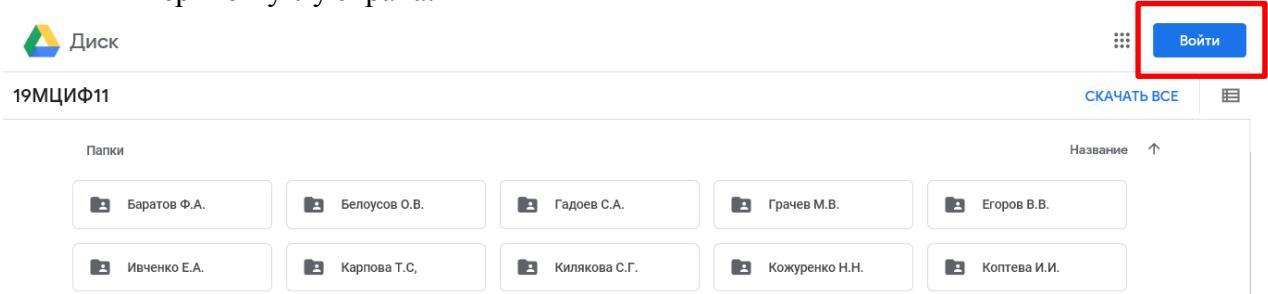 Диск
Войти
19МЦИФ11
СКАЧАТЬ ВСЕ
Папки
Название
Баратов Ф.А.
Белоусов О.В.
Гадоев С.А.
Грачев М.В.
Егоров В.В.
Ивченко Е.А.
Карпова Т.С,
Килякова С.Г.
Кожуренко Н.Н.
Коптева И.И.